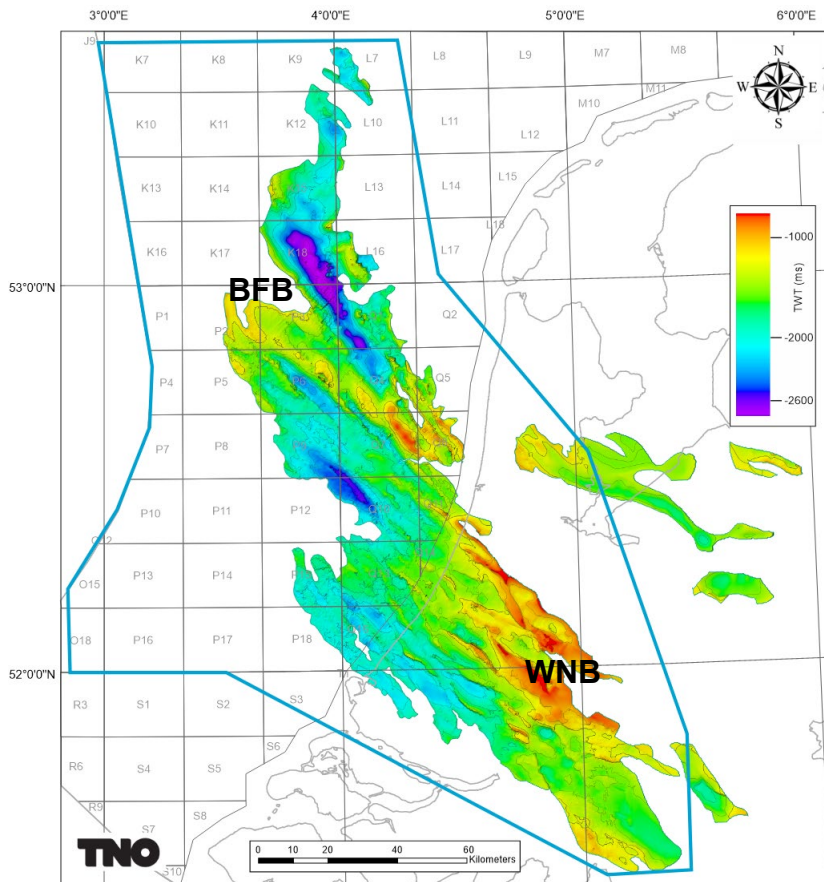 3°0'0"E 4°0'0"E 5°0'0"E 6°0'0"E
J9
K7 K8 K9 L7 L8 L9 M7 M8
N
W E
S
M10 M11
K10 K11 K12 L10 L11 L12
K13 K14 L13 L14 L15
L18
K16 K17 K18 L16 L17
-1000
-2000
-2600
TWT (ms)
53°0'0"N
BFB
P1 Q2
P4 P5 P6 Q5
P7 P8
P10 P11 P12
P13 P14
O15
O18 P16 P17 P18
52°0'0"N
WNB
R3 S1 S2 S3
R6 S4 S5 S6
R9 S7 S8
S10
TNO
0 10 20 40 60
Kilometers